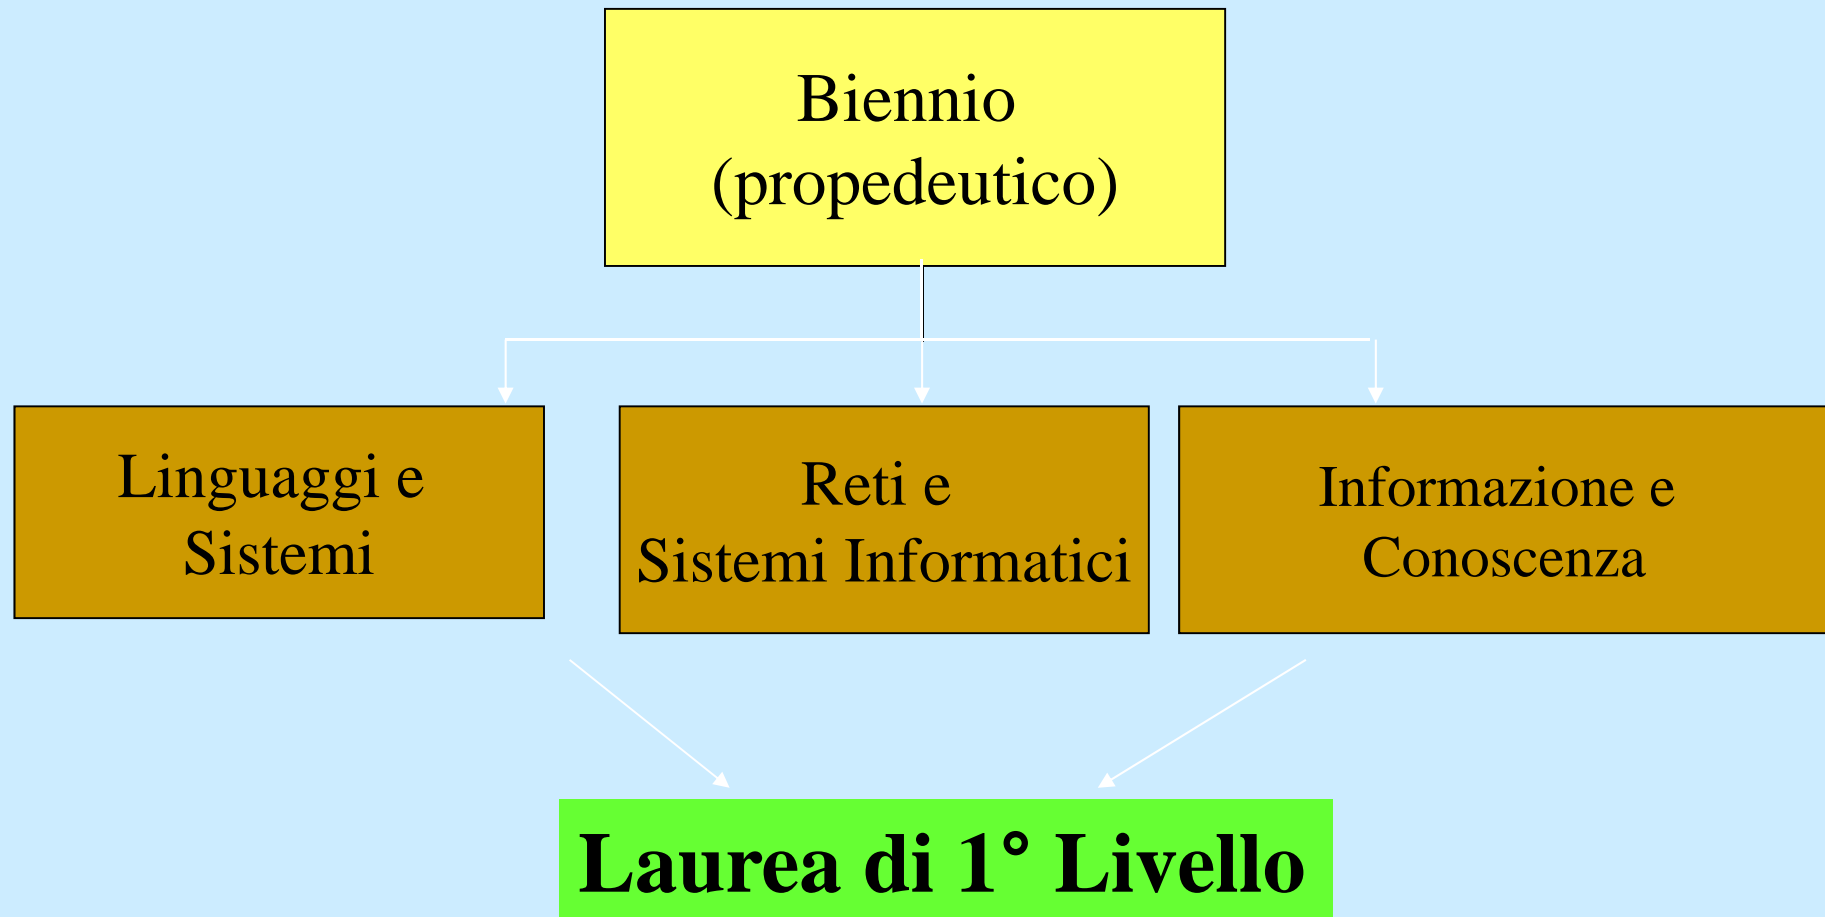 Biennio
(propedeutico)
Linguaggi e
Sistemi
Reti e
Sistemi Informatici
Informazione e
Conoscenza
Laurea di 1° Livello